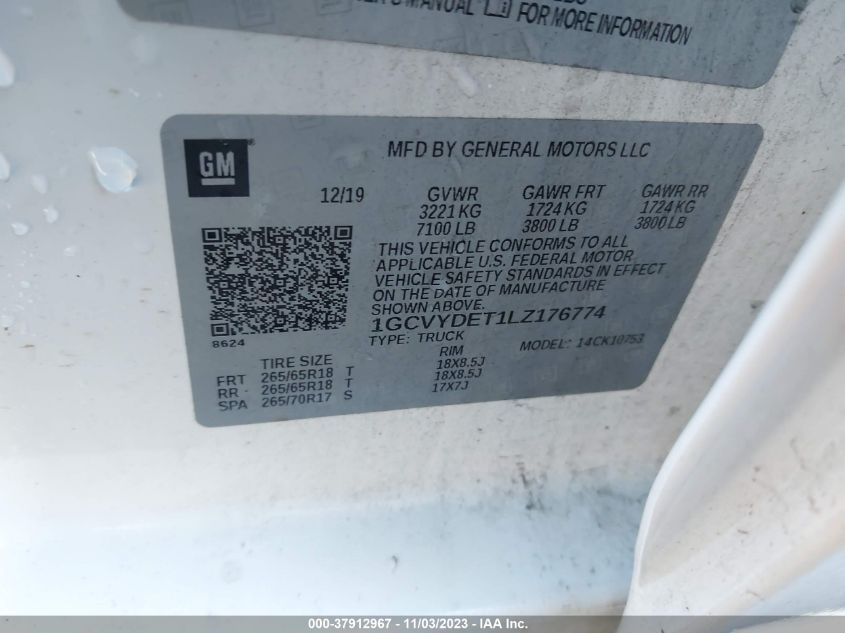 MANUAL i FOR MORE INFORMATION
GM
MFD BY GENERAL MOTORS LLC
12/19 GVWR GAWR FRT GAWR RR
3221 KG 1724 KG 1724 KG
7100 LB 3800 LB 3800 LB
THIS VEHICLE CONFORMS TO ALL
APPLICABLE U.S. FEDERAL MOTOR
VEHICLE SAFETY STANDARDS IN EFFECT
ON THE DATE OF MANUFACTURE
SHOWN ABOVE.
1GCVYDET1LZ176774
8624
TYPE: TRUCK MODEL: 14CK10753
TIRE SIZE RIM
FRT 265/65R18 T 18X8.5J
RR - 265/65R18 T 18X8.5J
SPA 265/70R17 S 17X7J
000-37912967 - 11/03/2023 - IAA Inc.